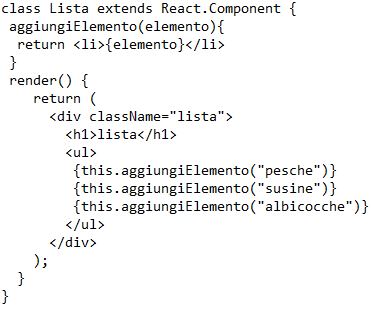 class Lista extends React.Component {
 aggiungiElemento(elemento){
  return <li>{elemento}</li>
 }
 render() {
    return (
      <div className="lista">
        <h1>lista</h1>
        <ul>
         {this.aggiungiElemento("pesche")}
         {this.aggiungiElemento("susine")}
         {this.aggiungiElemento("albicocche")}
        </ul>
      </div>
    );
  }
}